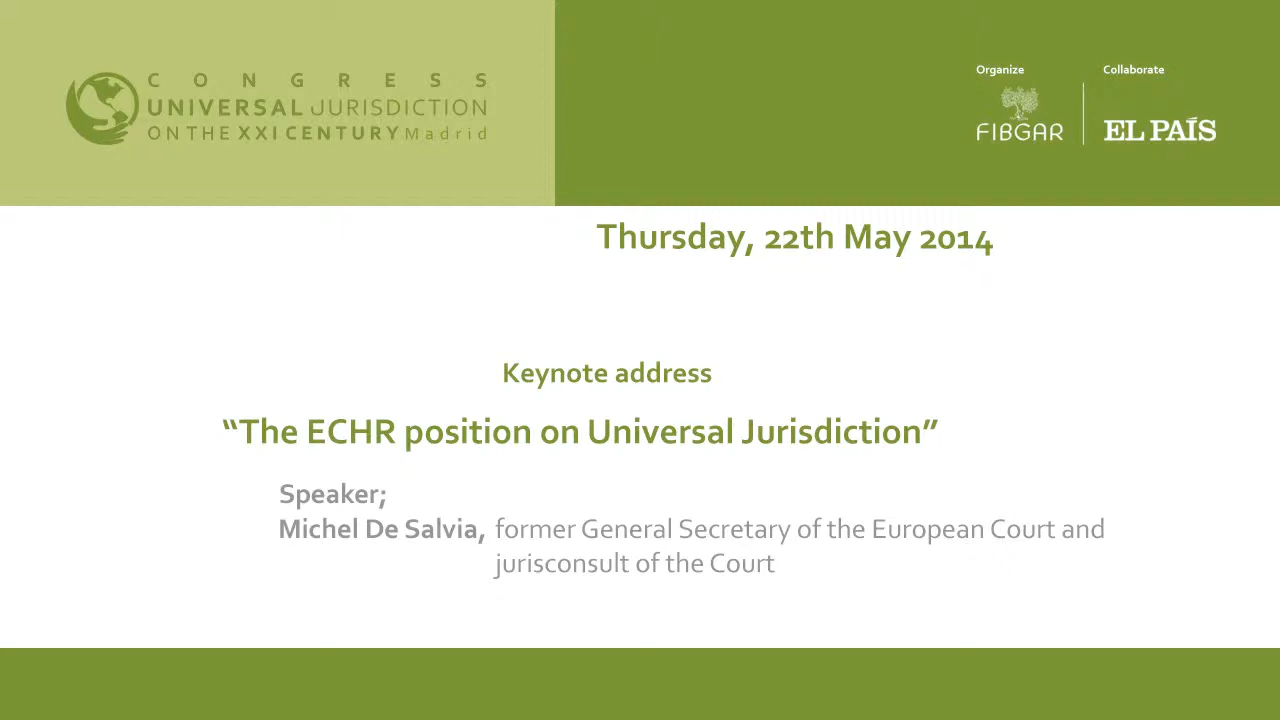 CONGRESS
UNIVERSAL JURISDICTION
ON THE XXI CENTURY Madrid
Organize
FIBGAR
Collaborate
EL PAÍS
Thursday, 22th May 2014
Keynote address
“The ECHR position on Universal Jurisdiction”
Speaker;
Michel De Salvia, former General Secretary of the European Court and
jurisconsult of the Court